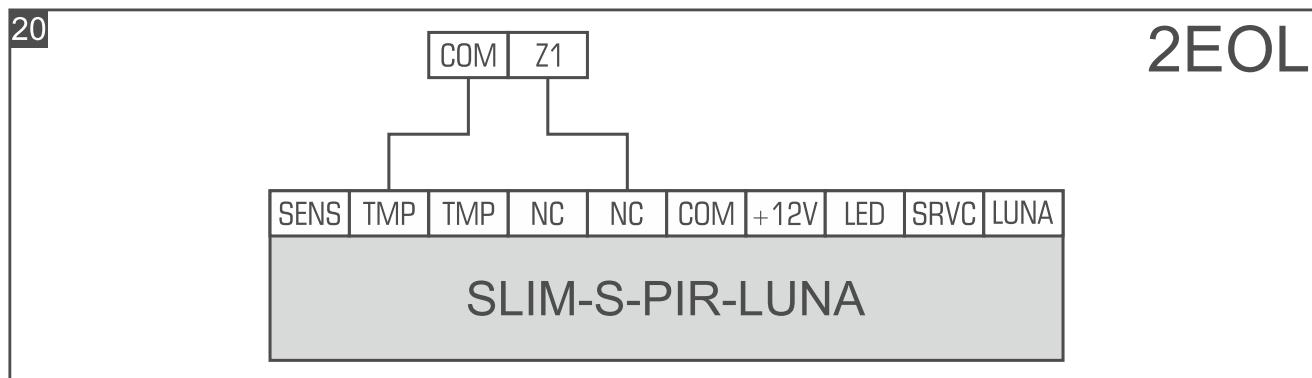 20
2EOL
COM Z1
SENS TMP TMP NC NC COM +12V LED SRVC LUNA
SLIM-S-PIR-LUNA